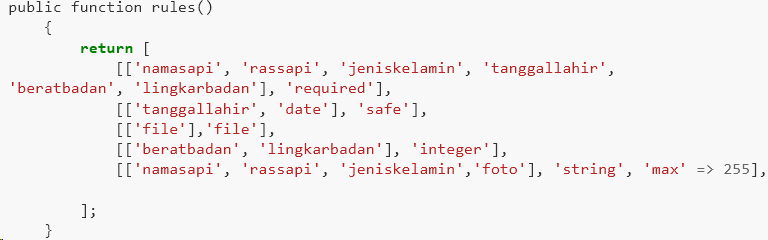 public function rules()
    {
        return [
            [['namasapi', 'rassapi', 'jeniskelamin', 'tanggallahir',
'beratbadan', 'lingkarbadan'], 'required'],
            [['tanggallahir', 'date'], 'safe'],
            [['file'],'file'],
            [['beratbadan', 'lingkarbadan'], 'integer'],
            [['namasapi', 'rassapi', 'jeniskelamin','foto'], 'string', 'max' => 255],
        ];
    }